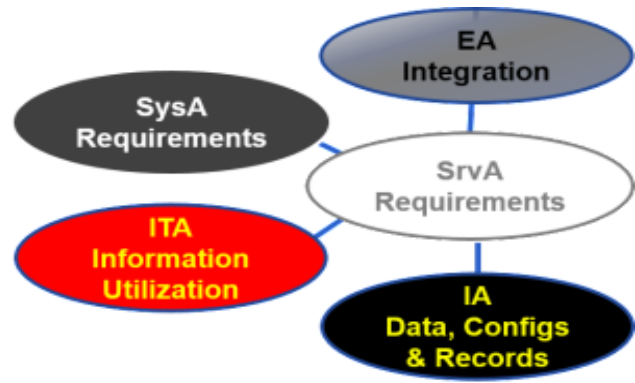 EA
Integration
SysA
Requirements
SrvA
Requirements
ITA
Information
Utilization
IA
Data, Configs
& Records